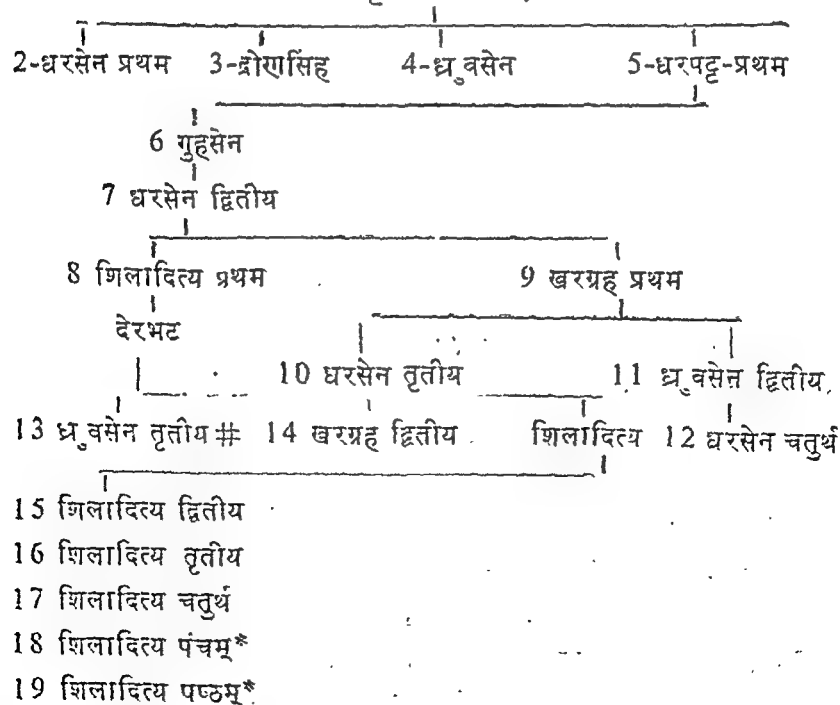 2-धरसेन प्रथम 3-द्रोणसिंह 4-ध्रुवसेन 5-धरपट्ट-प्रथम
6 गुहसेन
7 धरसेन द्वितीय
8 शिलादित्य प्रथम 9 खरग्रह प्रथम
देरभट
10 धरसेन तृतीय 11 ध्रुवसेन द्वितीय
13 ध्रुवसेन तृतीय# 14 खरग्रह द्वितीय शिलादित्य 12 धरसेन चतुर्थ
15 शिलादित्य द्वितीय
16 शिलादित्य तृतीय
17 शिलादित्य चतुर्थ
18 शिलादित्य पंचम्*
19 शिलादित्य षष्ठम्*